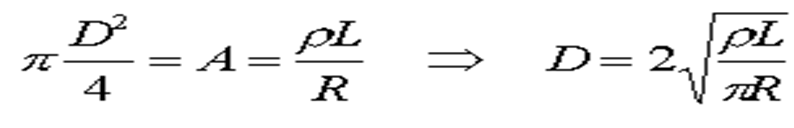 π D²/4 = A = ρL/R ⇒ D = 2√(ρL/πR)